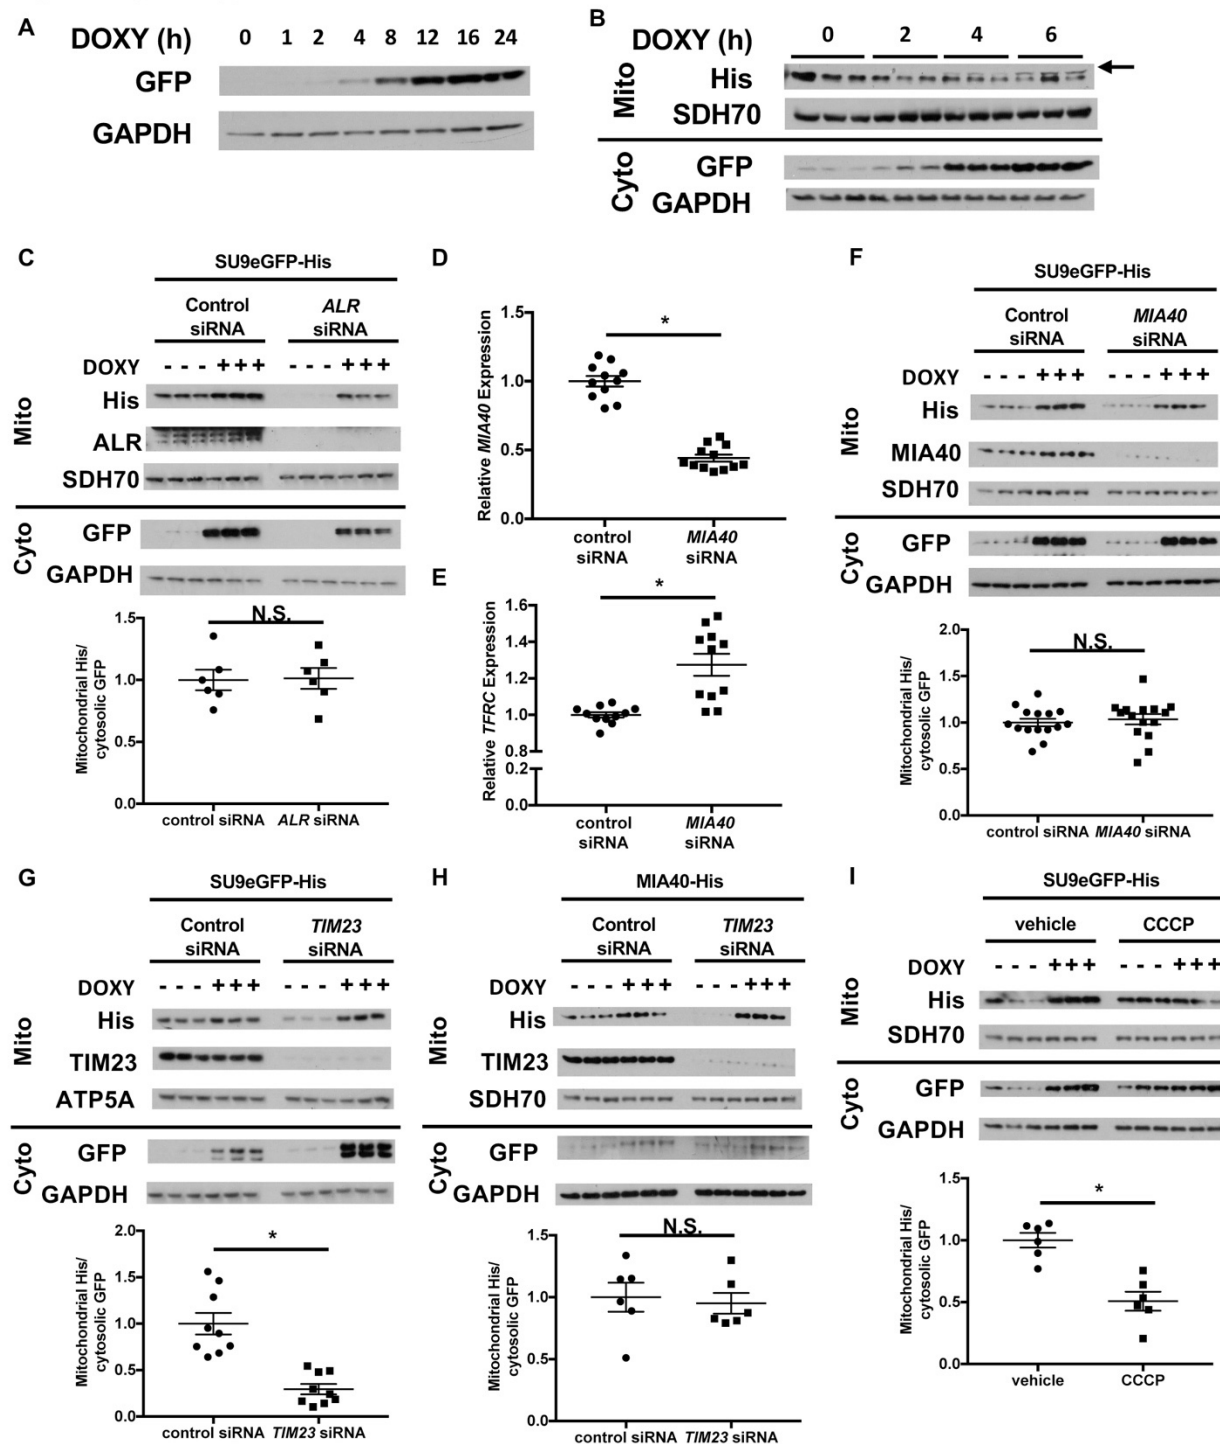 A
DOXY (h) 0 1 2 4 8 12 16 24
GFP
GAPDH
B
DOXY (h) 0 2 4 6
Mito
His
SDH70
Cyto
GFP
GAPDH
C
SU9eGFP-His
Control siRNA
ALR siRNA
DOXY - - - + + + - - - + + +
Mito
His
ALR
SDH70
Cyto
GFP
GAPDH
N.S.
Mitochondrial His/
cytosolic GFP
1.5
1.0
0.5
0.0
control siRNA ALR siRNA
D
Relative MIA40 Expression
1.5
*
1.0
0.5
0.0
control siRNA
MIA40 siRNA
E
Relative TFRC Expression
*
1.6
1.4
1.2
1.0
0.8
0.2
0.0
control siRNA
MIA40 siRNA
F
SU9eGFP-His
Control siRNA
MIA40 siRNA
DOXY - - - + + + - - - + + +
Mito
His
MIA40
SDH70
Cyto
GFP
GAPDH
N.S.
Mitochondrial His/
cytosolic GFP
2.0
1.5
1.0
0.5
0.0
control siRNA MIA40 siRNA
G
SU9eGFP-His
Control siRNA
TIM23 siRNA
DOXY - - - + + + - - - + + +
Mito
His
TIM23
ATP5A
Cyto
GFP
GAPDH
*
Mitochondrial His/
cytosolic GFP
2.0
1.5
1.0
0.5
0.0
control siRNA TIM23 siRNA
H
MIA40-His
Control siRNA
TIM23 siRNA
DOXY - - - + + + - - - + + +
Mito
His
TIM23
SDH70
Cyto
GFP
GAPDH
N.S.
Mitochondrial His/
cytosolic GFP
1.5
1.0
0.5
0.0
control siRNA TIM23 siRNA
I
SU9eGFP-His
vehicle CCCP
DOXY - - - + + + - - - + + +
Mito
His
SDH70
Cyto
GFP
GAPDH
*
Mitochondrial His/
cytosolic GFP
1.5
1.0
0.5
0.0
vehicle CCCP